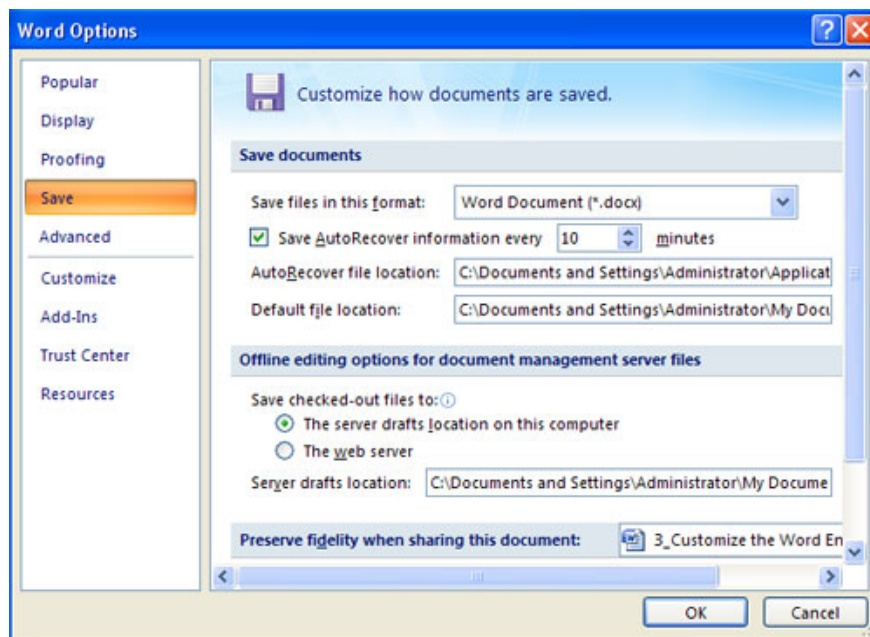 Word Options
Popular
Display
Proofing
Save
Advanced
Customize
Add-Ins
Trust Center
Resources
Customize how documents are saved.
Save documents
Save files in this format: Word Document (*.docx)
Save AutoRecover information every 10 minutes
AutoRecover file location: C:\Documents and Settings\Administrator\Applicat
Default file location: C:\Documents and Settings\Administrator\My Docu
Offline editing options for document management server files
Save checked-out files to:
The server drafts location on this computer
The web server
Server drafts location: C:\Documents and Settings\Administrator\My Docume
Preserve fidelity when sharing this document: 3_Customize the Word En
OK Cancel